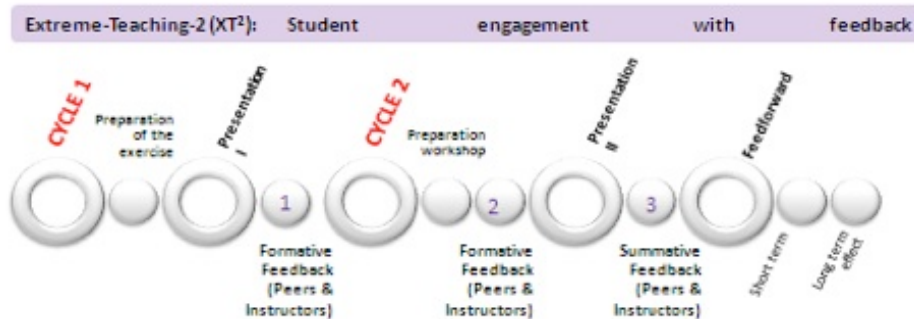 Extreme-Teaching-2 (XT²): Student engagement with feedback
CYCLE 1
Preparation
of the
exercise
Presentation
I
CYCLE 2
Preparation
workshop
Presentation
II
Feedforward
1
2
3
Formative
Feedback
(Peers &
Instructors)
Formative
Feedback
(Peers &
Instructors)
Summative
Feedback
(Peers &
Instructors)
Short term
Long term
effect